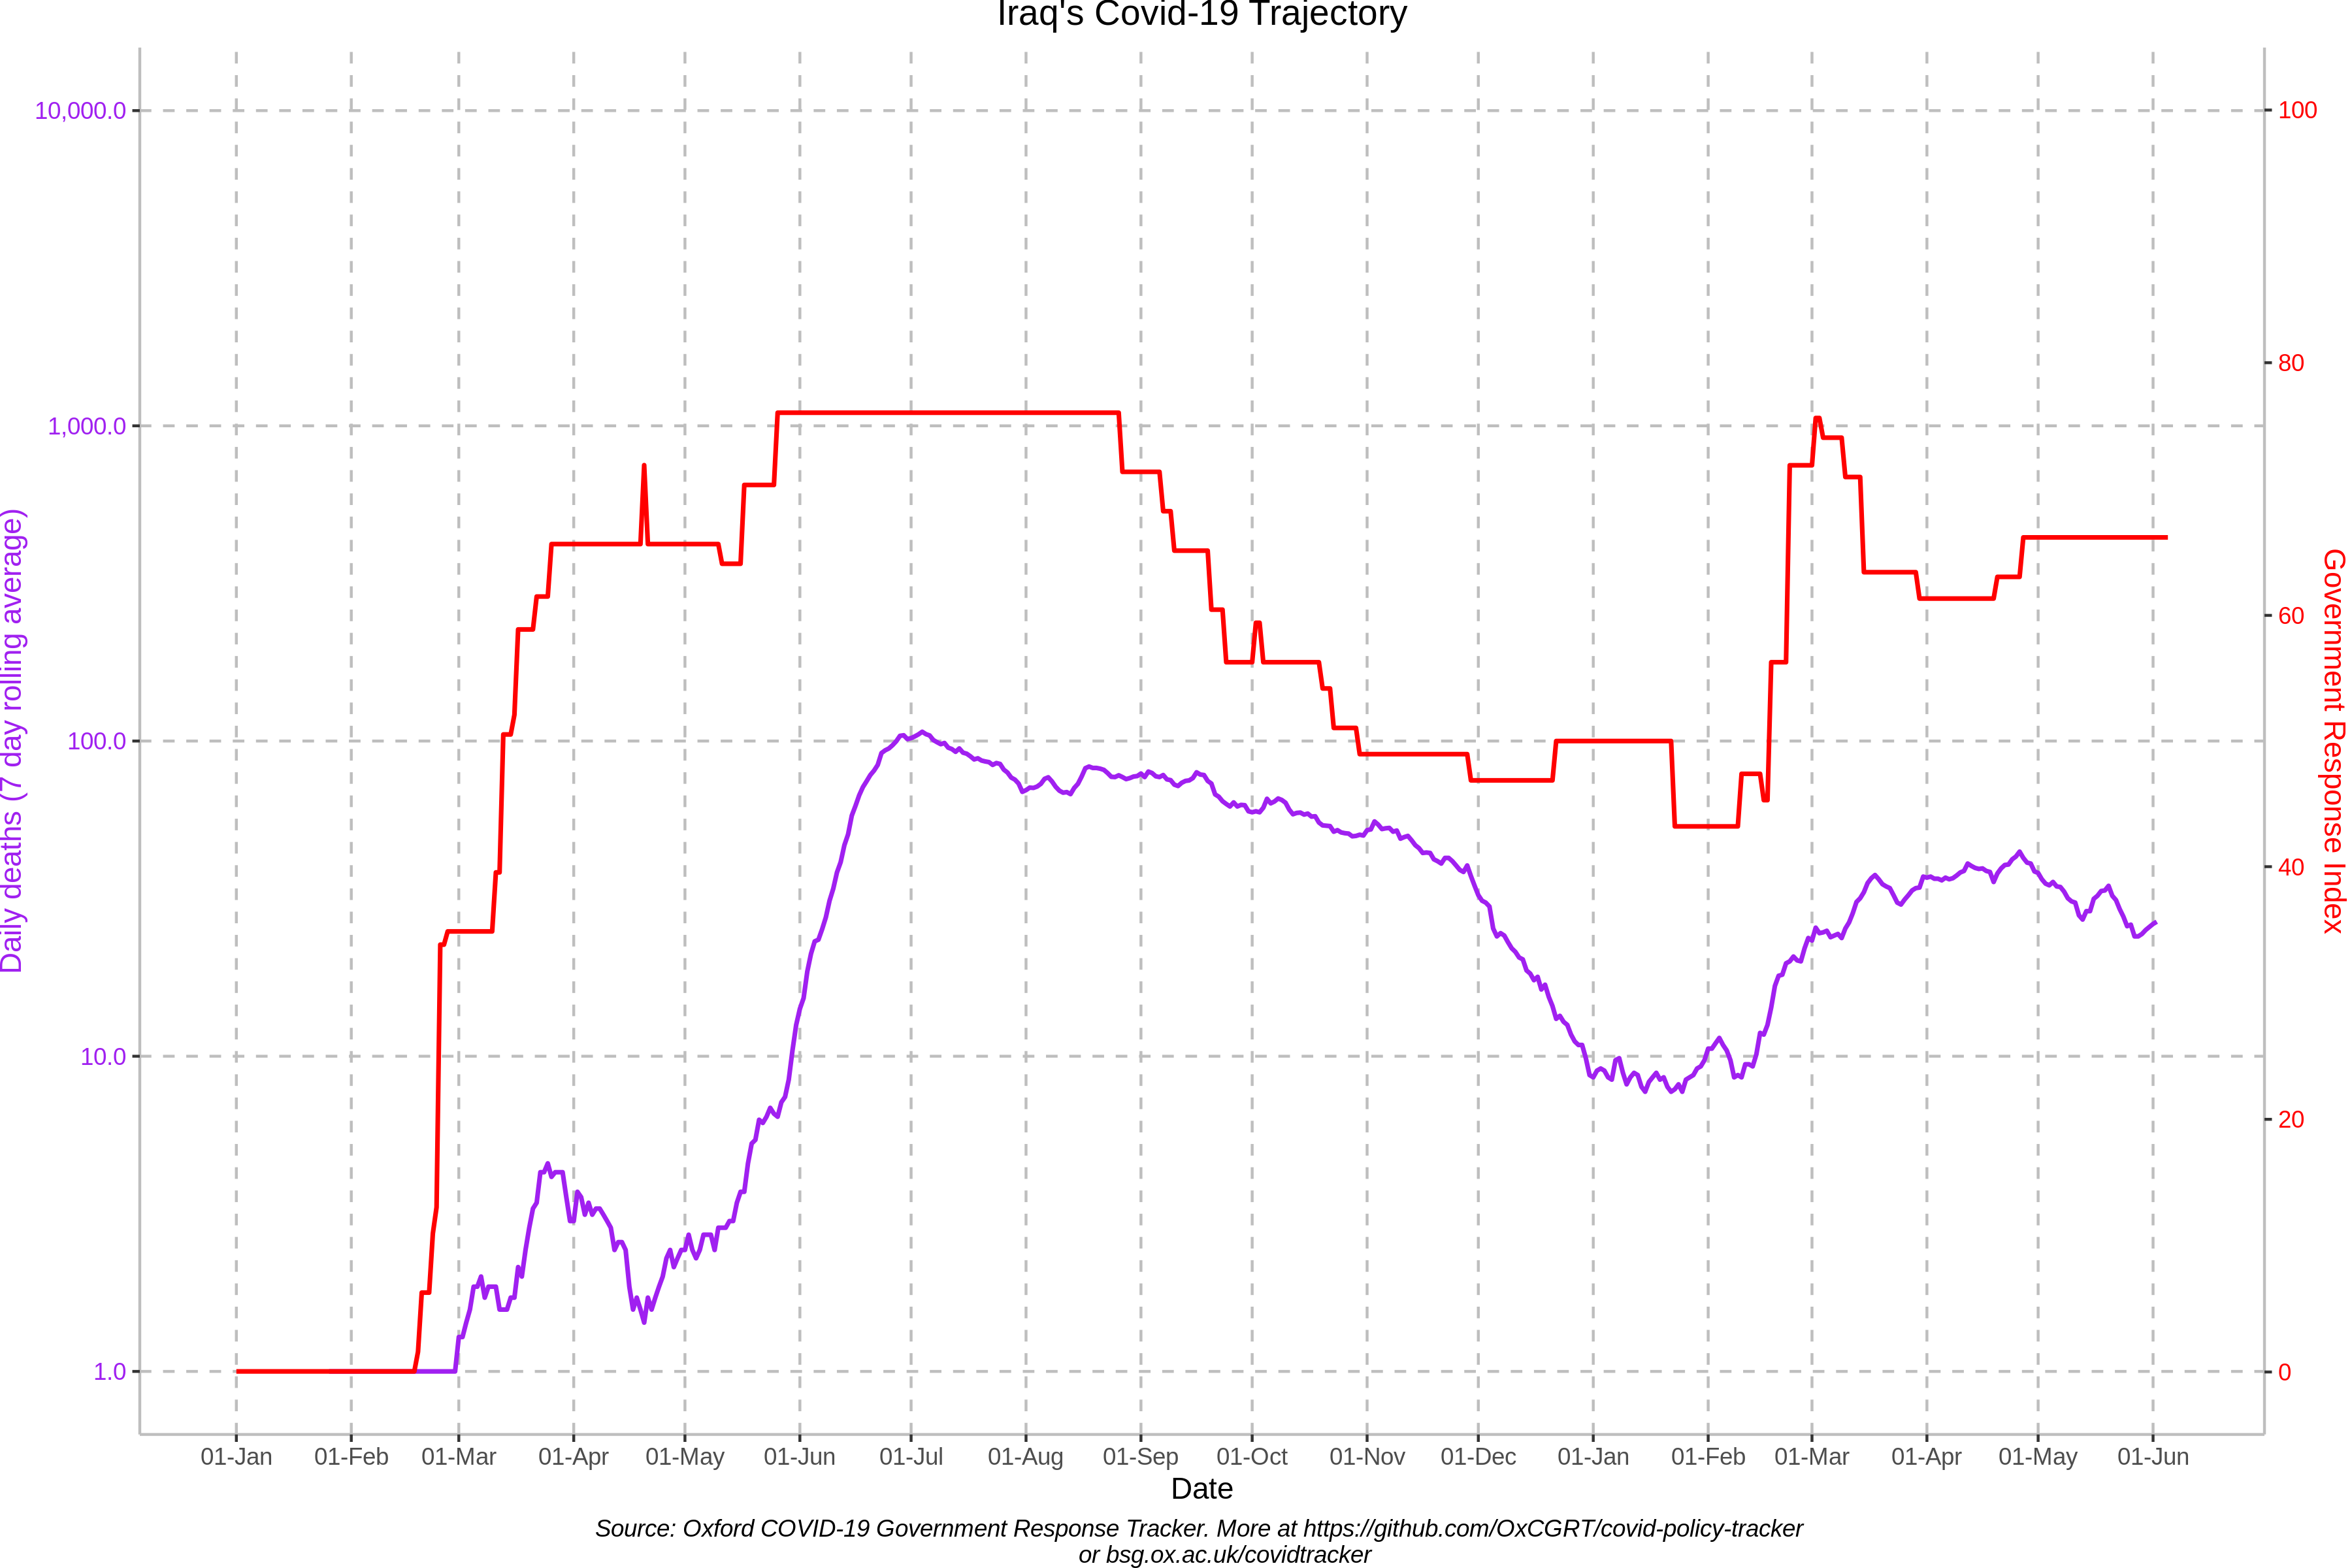 Iraq's Covid-19 Trajectory
10,000.0
1,000.0
100.0
10.0
1.0
Daily deaths (7 day rolling average)
100
80
60
40
20
0
Government Response Index
01-Jan 01-Feb 01-Mar 01-Apr 01-May 01-Jun 01-Jul 01-Aug 01-Sep 01-Oct 01-Nov 01-Dec 01-Jan 01-Feb 01-Mar 01-Apr 01-May 01-Jun
Date
Source: Oxford COVID-19 Government Response Tracker. More at https://github.com/OxCGRT/covid-policy-tracker
or bsg.ox.ac.uk/covidtracker